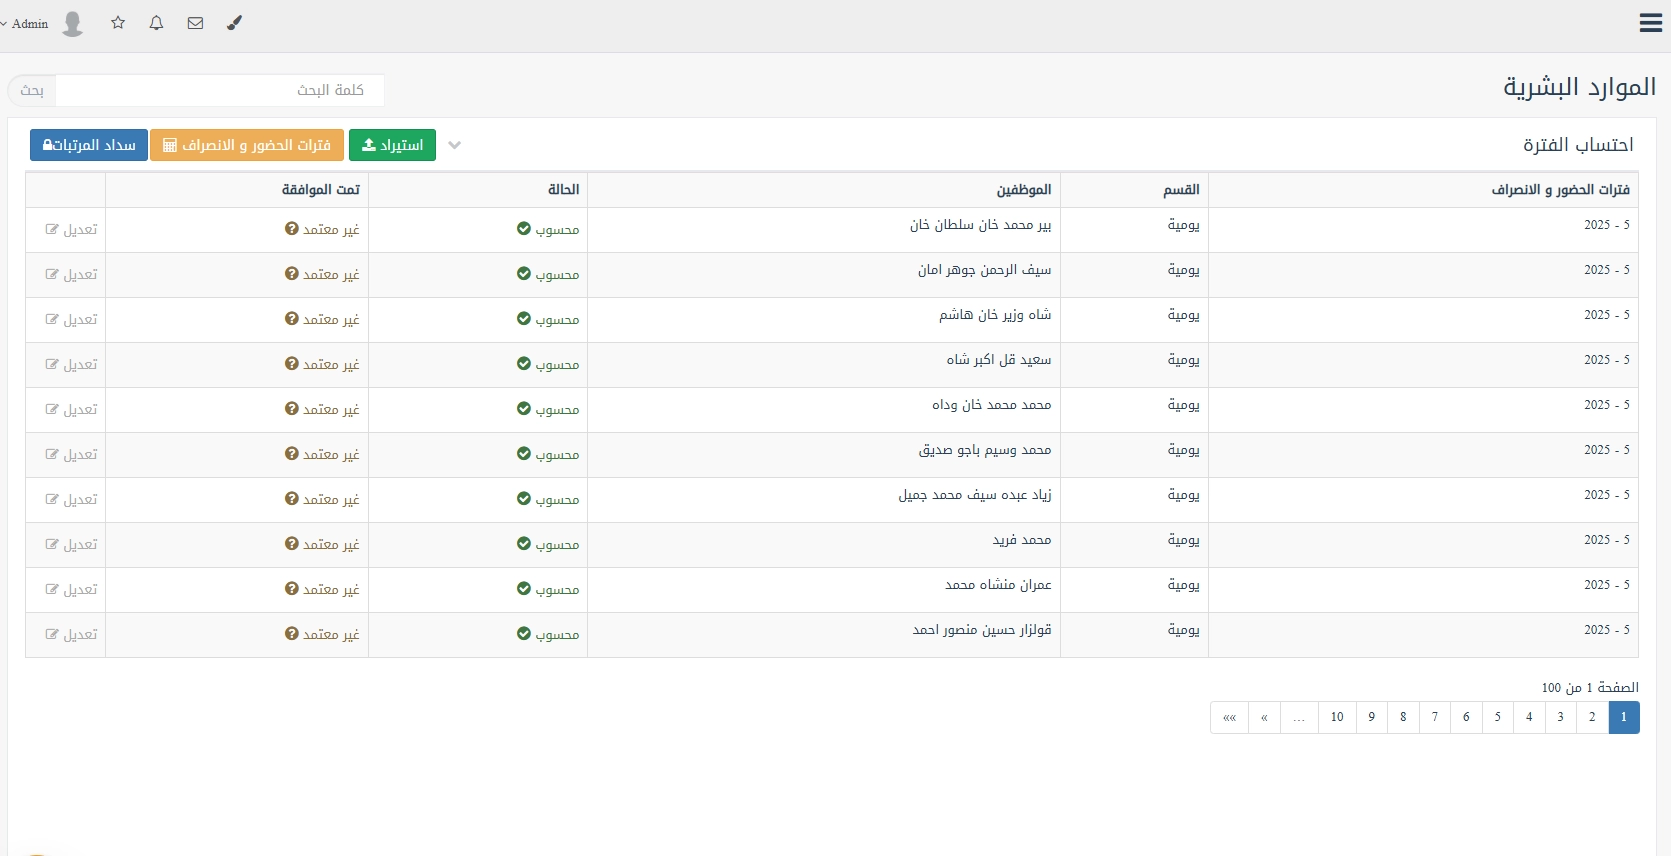 Admin
الموارد البشرية
كلمة البحث
بحث
احتساب الفترة
استيراد
فترات الحضور و الانصراف
سداد المرتبات
فترات الحضور و الانصراف القسم الموظفين الحالة تمت الموافقة
5 - 2025 يومية بير محمد خان سلطان خان محسوب غير معتمد تعديل
5 - 2025 يومية سيف الرحمن جوهر امان محسوب غير معتمد تعديل
5 - 2025 يومية شاه وزير خان هاشم محسوب غير معتمد تعديل
5 - 2025 يومية سعيد قل اكبر شاه محسوب غير معتمد تعديل
5 - 2025 يومية محمد محمد خان وداه محسوب غير معتمد تعديل
5 - 2025 يومية محمد وسيم باجو صديق محسوب غير معتمد تعديل
5 - 2025 يومية زياد عبده سيف محمد جميل محسوب غير معتمد تعديل
5 - 2025 يومية محمد فريد محسوب غير معتمد تعديل
5 - 2025 يومية عمران منشاه محمد محسوب غير معتمد تعديل
5 - 2025 يومية قولزار حسين منصور احمد محسوب غير معتمد تعديل
الصفحة 1 من 100
1 2 3 4 5 6 7 8 9 10 … » »»